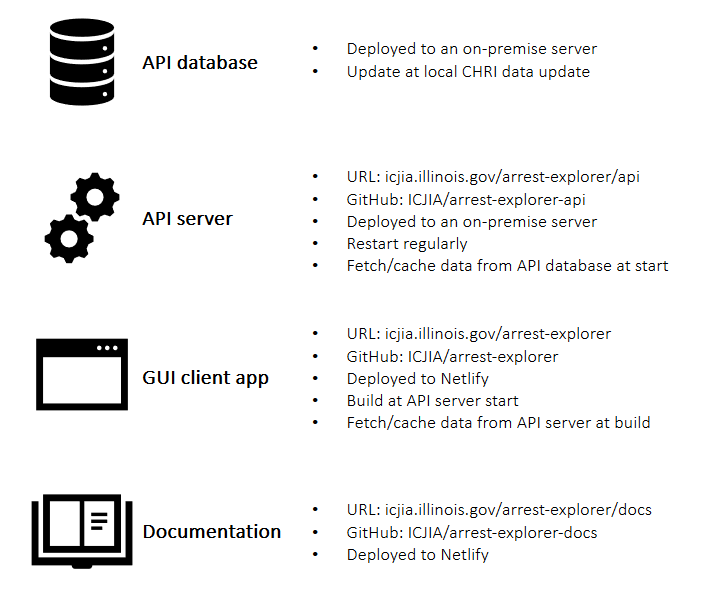 API database
• Deployed to an on-premise server
• Update at local CHRI data update
API server
• URL: icjia.illinois.gov/arrest-explorer/api
• GitHub: ICJIA/arrest-explorer-api
• Deployed to an on-premise server
• Restart regularly
• Fetch/cache data from API database at start
GUI client app
• URL: icjia.illinois.gov/arrest-explorer
• GitHub: ICJIA/arrest-explorer
• Deployed to Netlify
• Build at API server start
• Fetch/cache data from API server at build
Documentation
• URL: icjia.illinois.gov/arrest-explorer/docs
• GitHub: ICJIA/arrest-explorer-docs
• Deployed to Netlify